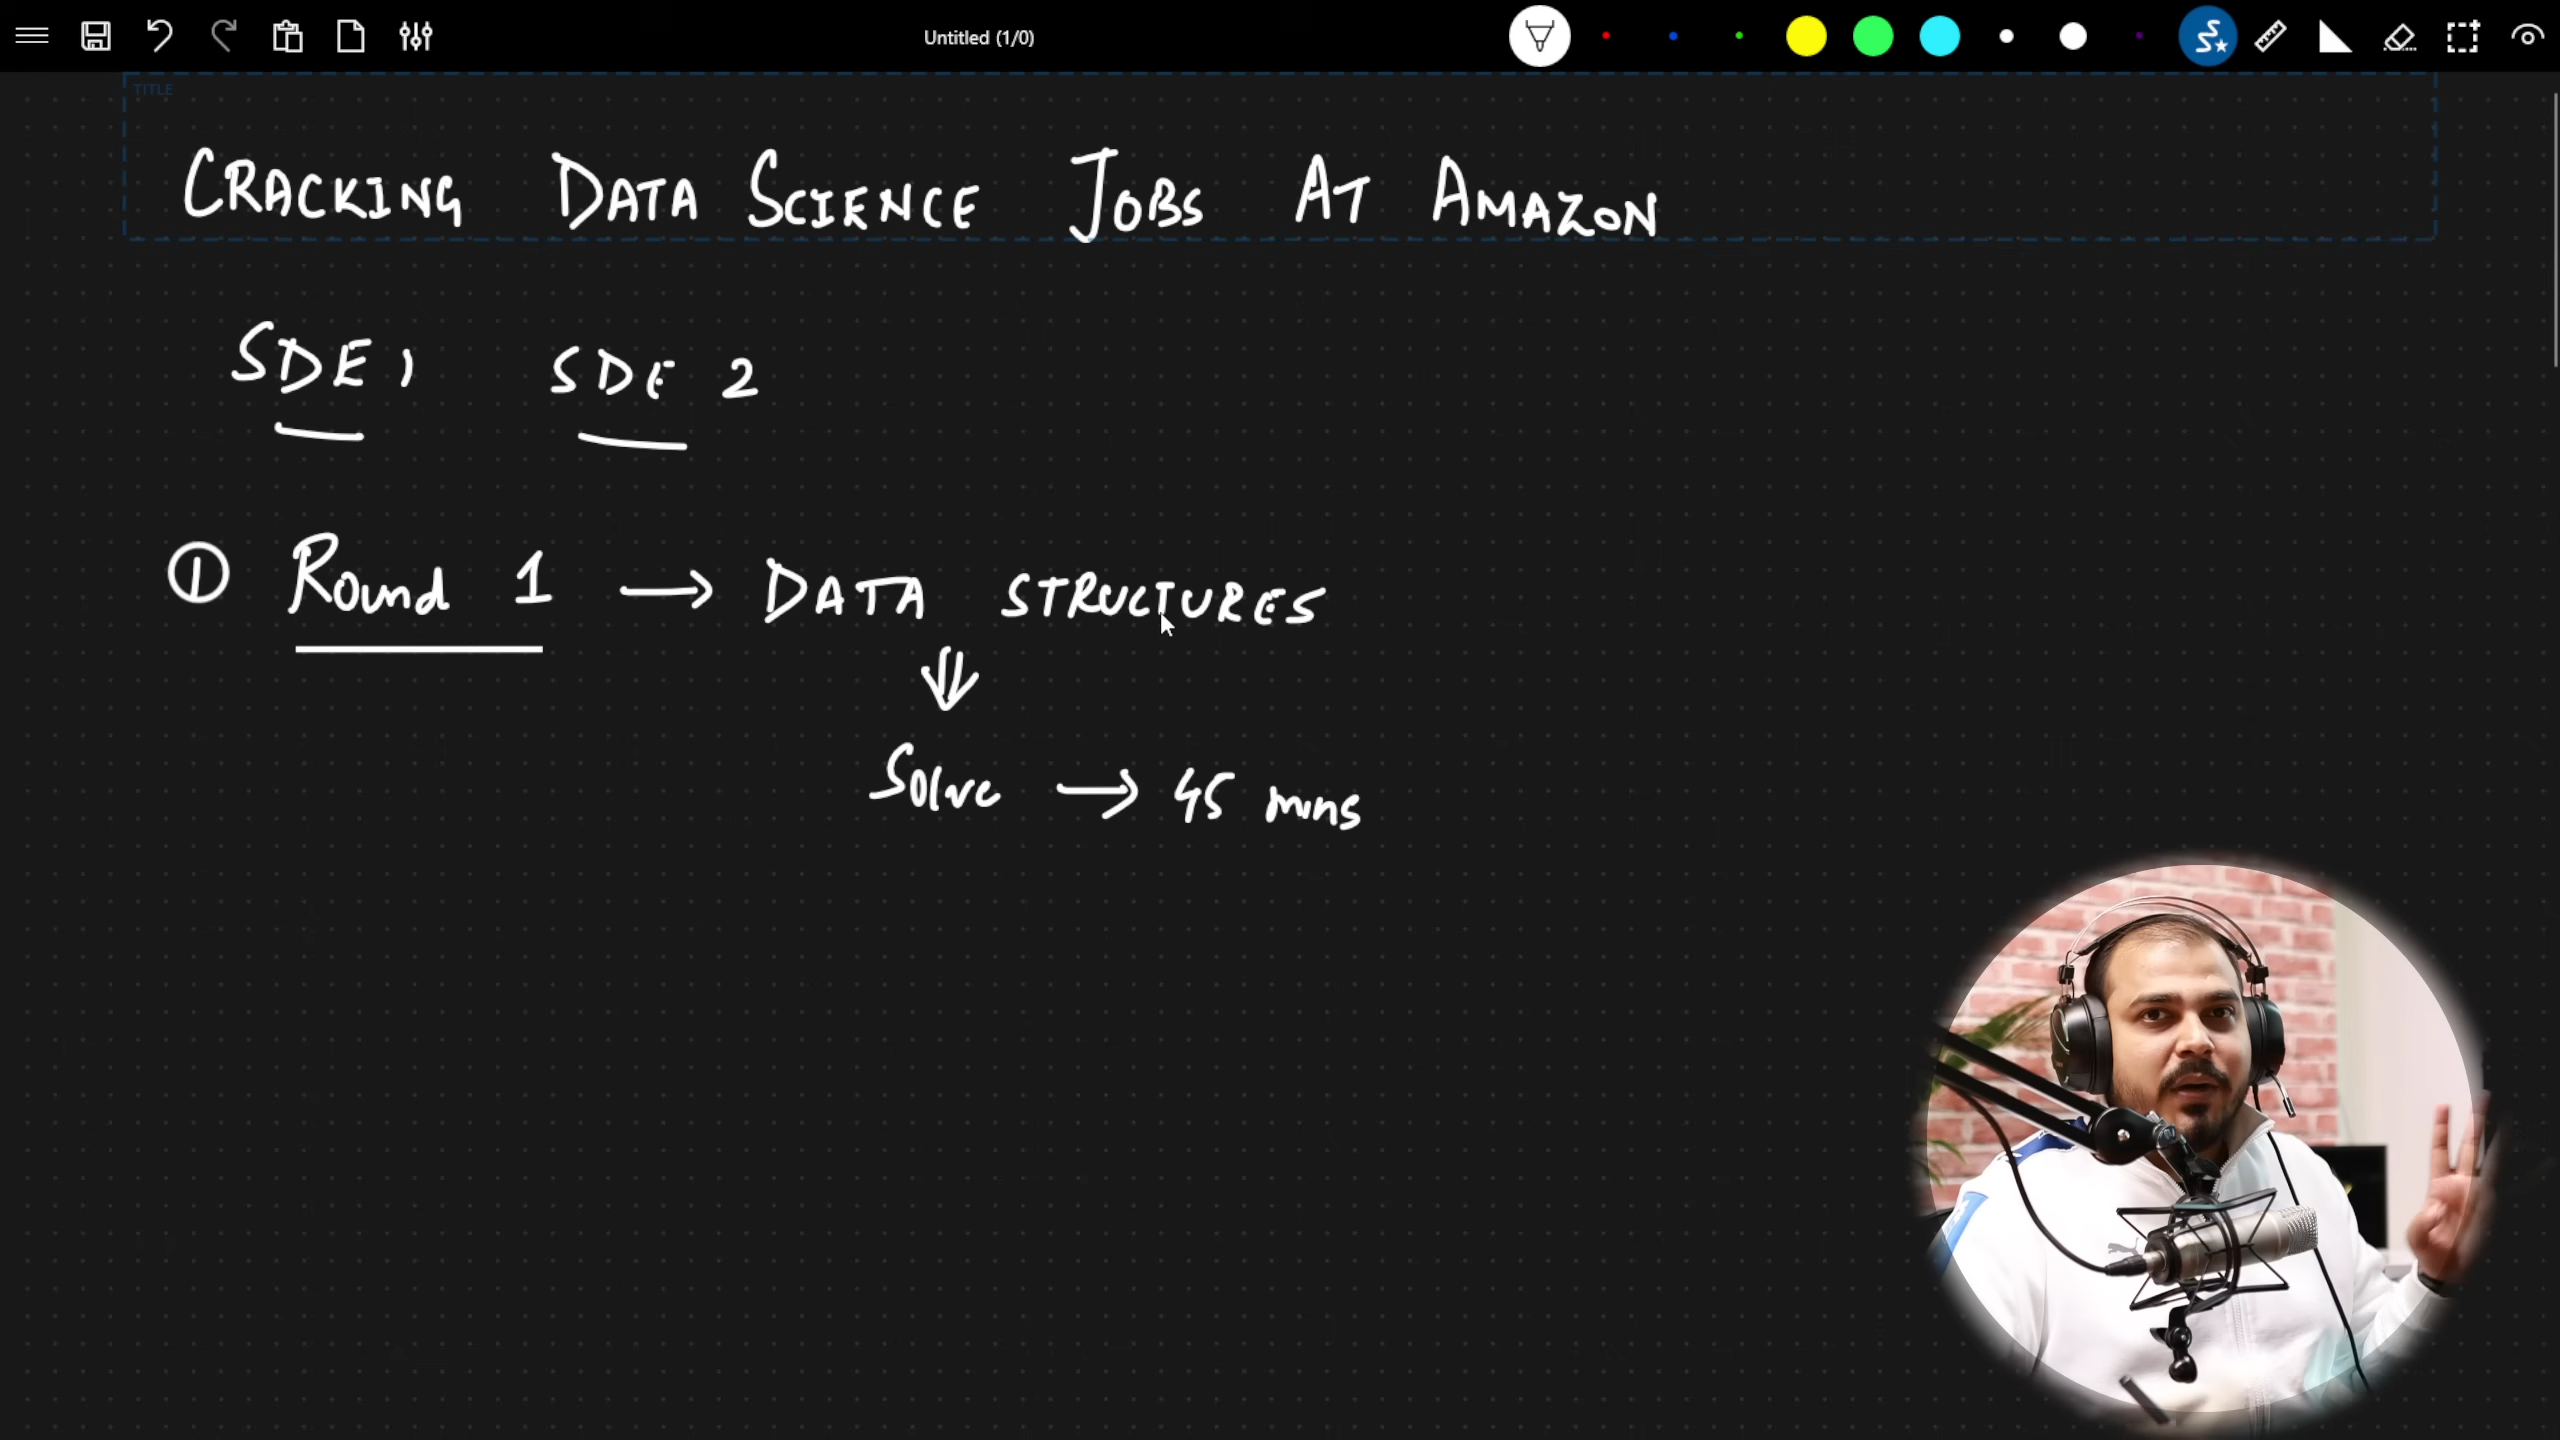 Untitled (1/0)
TITLE
CRACKING DATA SCIENCE JOBS AT AMAZON
SDE 1 SDE 2
① Round 1 → DATA STRUCTURES
⇓
Solve → 45 mins